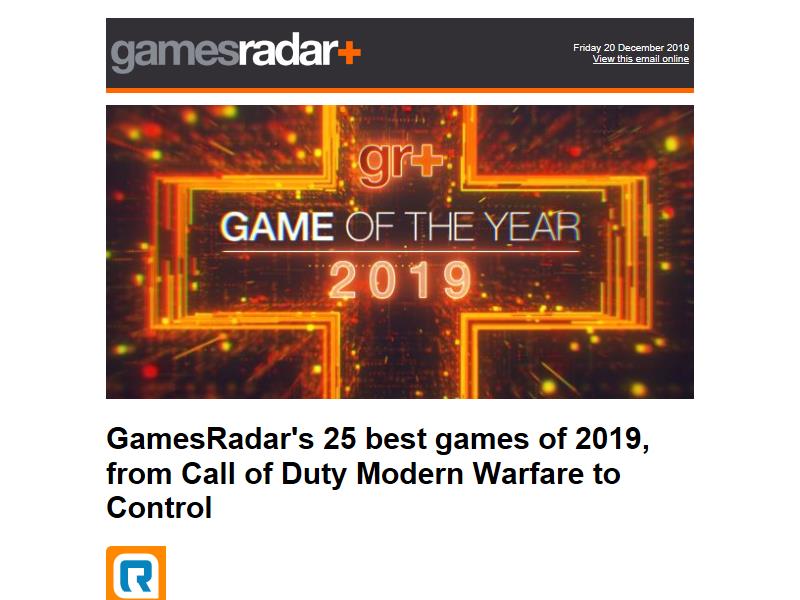 gamesradar+
Friday 20 December 2019
View this email online
gr+
GAME OF THE YEAR
2019
GamesRadar's 25 best games of 2019,
from Call of Duty Modern Warfare to
Control
R